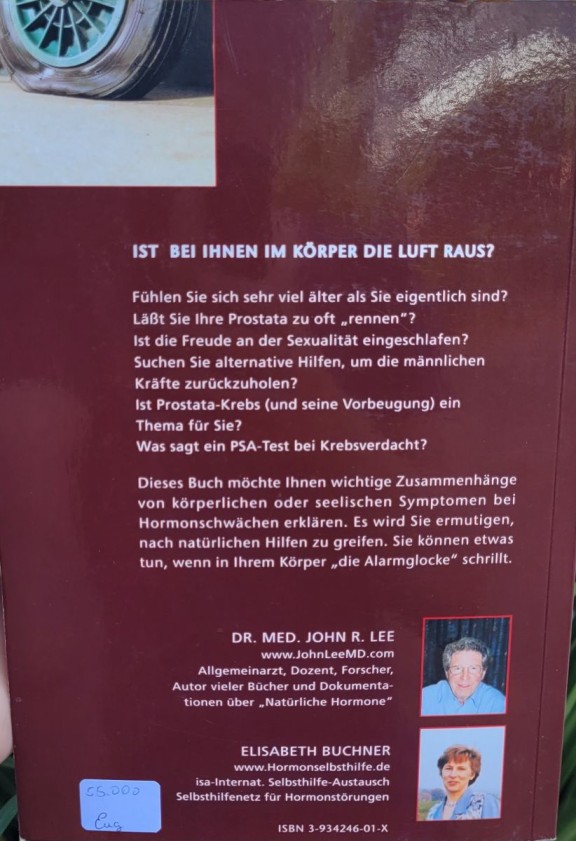 IST BEI IHNEN IM KÖRPER DIE LUFT RAUS?
Fühlen Sie sich sehr viel älter als Sie eigentlich sind?
Läßt Sie Ihre Prostata zu oft „rennen“?
Ist die Freude an der Sexualität eingeschlafen?
Suchen Sie alternative Hilfen, um die männlichen
Kräfte zurückzuholen?
Ist Prostata-Krebs (und seine Vorbeugung) ein
Thema für Sie?
Was sagt ein PSA-Test bei Krebsverdacht?
Dieses Buch möchte Ihnen wichtige Zusammenhänge
von körperlichen oder seelischen Symptomen bei
Hormonschwächen erklären. Es wird Sie ermutigen,
nach natürlichen Hilfen zu greifen. Sie können etwas
tun, wenn in Ihrem Körper „die Alarmglocke“ schrillt.
DR. MED. JOHN R. LEE
www.JohnLeeMD.com
Allgemeinarzt, Dozent, Forscher,
Autor vieler Bücher und Dokumenta-
tionen über „Natürliche Hormone“
ELISABETH BUCHNER
www.Hormonselbsthilfe.de
isa-Internat. Selbsthilfe-Austausch
Selbsthilfenetz für Hormonstörungen
55.000
ISBN 3-934246-01-X